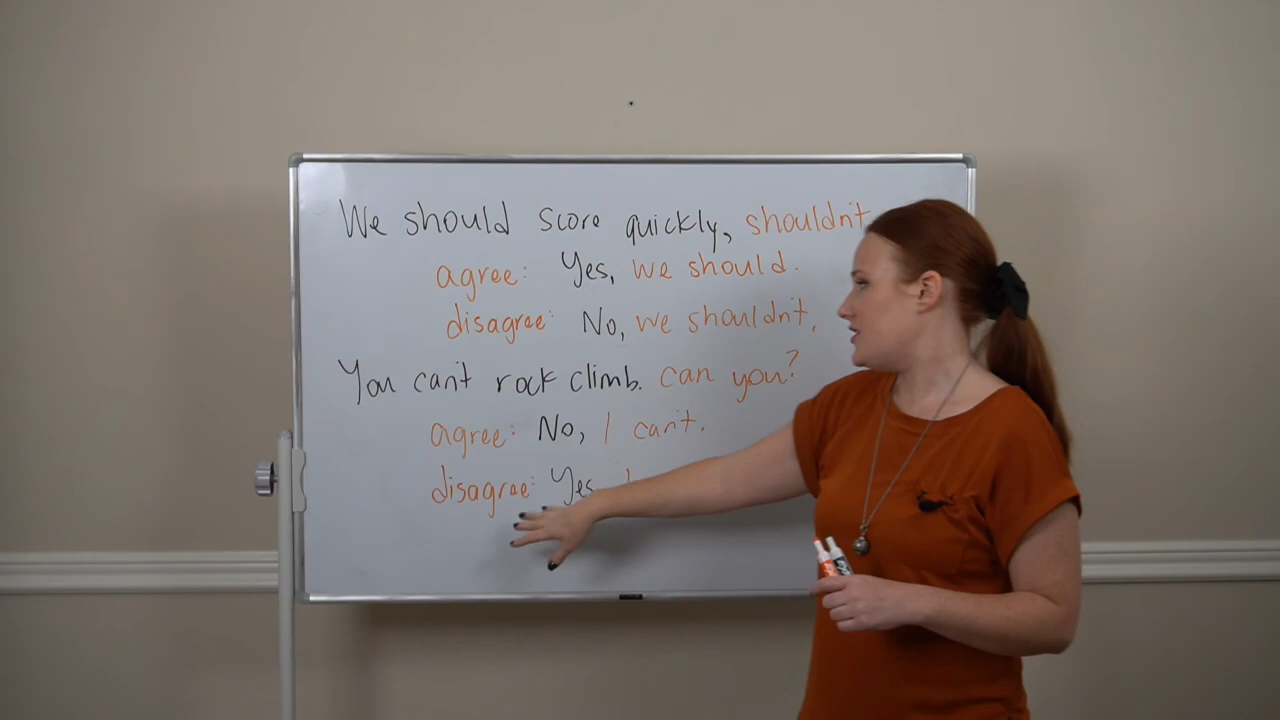 We should score quickly, shouldn't
agree: Yes, we should.
disagree: No, we shouldn't.
You can't rock climb. can you?
agree: No, I can't.
disagree: Yes